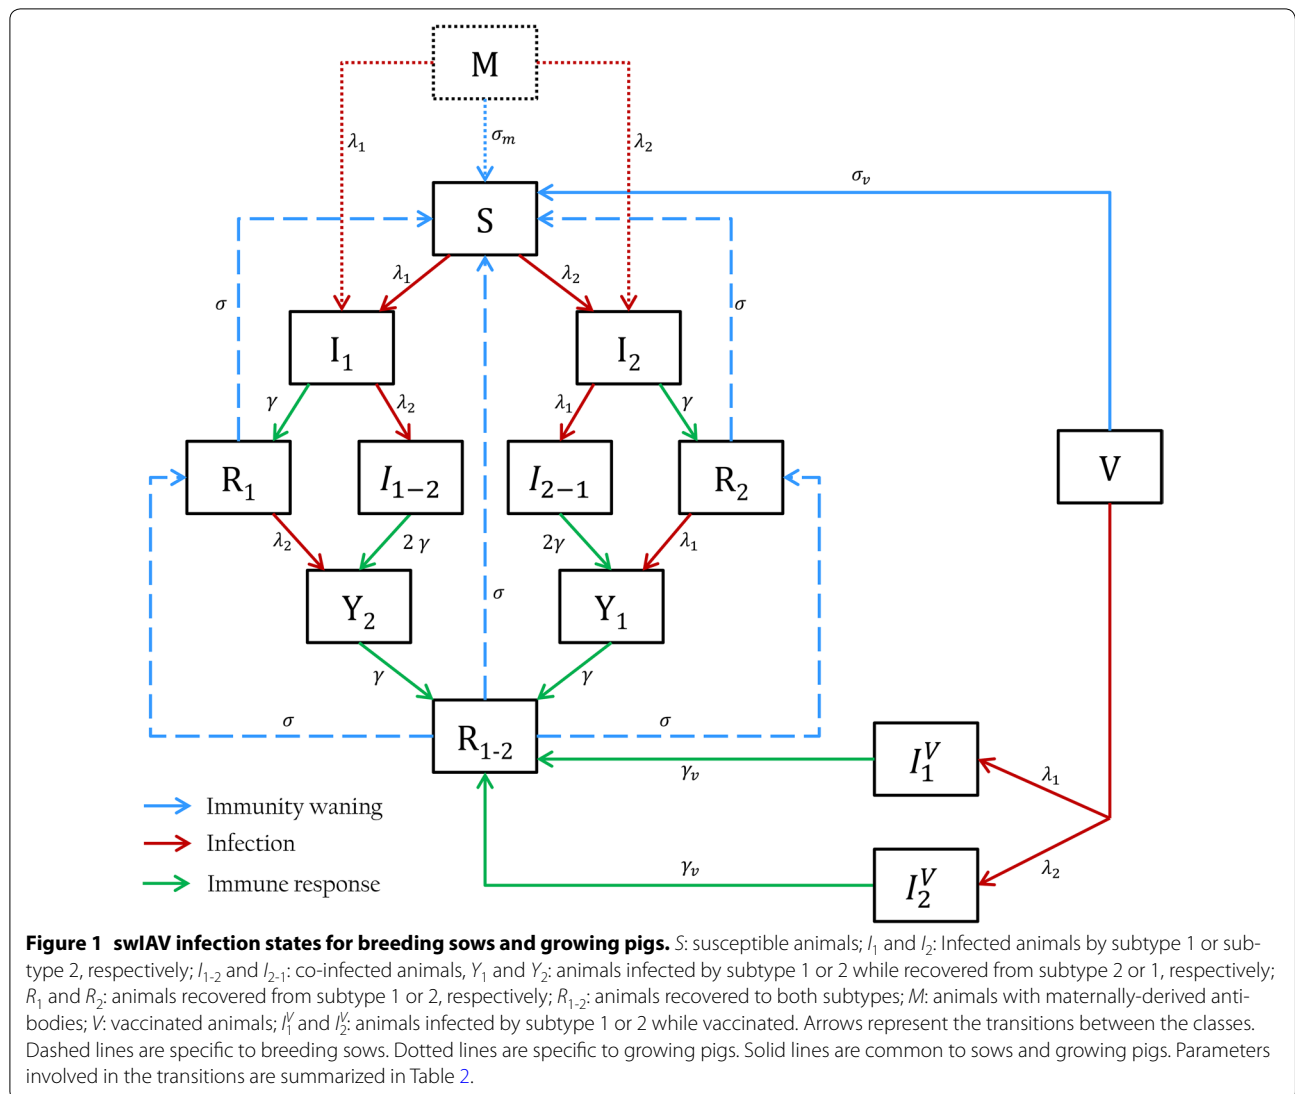 M
λ₁
σₘ
λ₂
σᵥ
S
λ₁
λ₂
σ
σ
I₁
I₂
γ
λ₂
λ₁
γ
R₁
I₁₋₂
I₂₋₁
R₂
V
λ₂
2 γ
2γ
λ₁
Y₂
σ
Y₁
γ
γ
σ
σ
R₁₋₂
γᵥ
I₁ⱽ
λ₁
Immunity waning
Infection
Immune response
γᵥ
I₂ⱽ
λ₂
Figure 1 swIAV infection states for breeding sows and growing pigs. S: susceptible animals; I₁ and I₂: Infected animals by subtype 1 or sub-
type 2, respectively; I₁₋₂ and I₂₋₁: co-infected animals, Y₁ and Y₂: animals infected by subtype 1 or 2 while recovered from subtype 2 or 1, respectively;
R₁ and R₂: animals recovered from subtype 1 or 2, respectively; R₁₋₂: animals recovered to both subtypes; M: animals with maternally-derived anti-
bodies; V: vaccinated animals; I₁ⱽ and I₂ⱽ: animals infected by subtype 1 or 2 while vaccinated. Arrows represent the transitions between the classes.
Dashed lines are specific to breeding sows. Dotted lines are specific to growing pigs. Solid lines are common to sows and growing pigs. Parameters
involved in the transitions are summarized in Table 2.